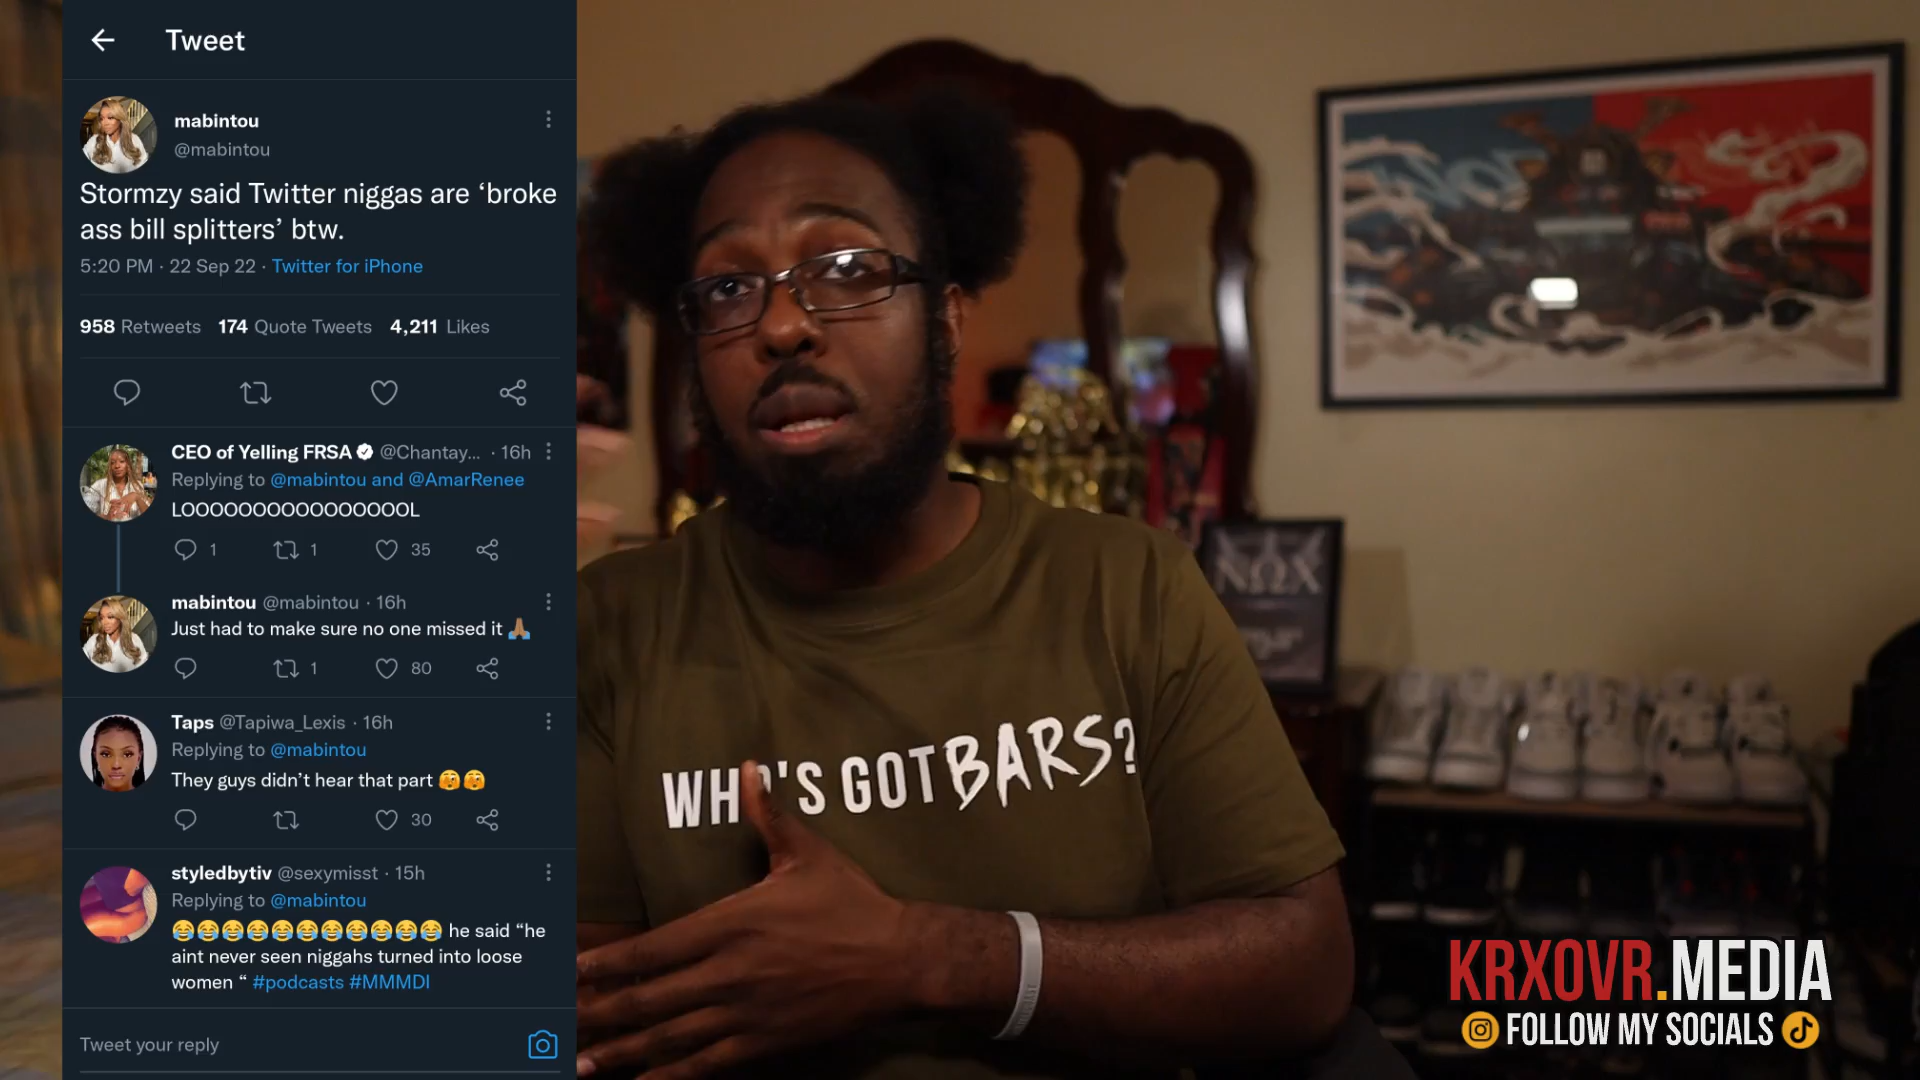 Tweet
mabintou
@mabintou
Stormzy said Twitter niggas are ‘broke
ass bill splitters’ btw.
5:20 PM · 22 Sep 22 · Twitter for iPhone
958 Retweets 174 Quote Tweets 4,211 Likes
CEO of Yelling FRSA @Chantay... · 16h
Replying to @mabintou and @AmarRenee
LOOOOOOOOOOOOOOOOL
1 1 35
mabintou @mabintou · 16h
Just had to make sure no one missed it 🙏🏽
1 80
Taps @Tapiwa_Lexis · 16h
Replying to @mabintou
They guys didn’t hear that part 🫣🫣
30
styledbytiv @sexymisst · 15h
Replying to @mabintou
😂😂😂😂😂😂😂😂😂😂😂 he said “he
aint never seen niggahs turned into loose
women “ #podcasts #MMMDI
Tweet your reply
WHO'S GOT BARS?
ΝΩΧ
KRXOVR.MEDIA
FOLLOW MY SOCIALS